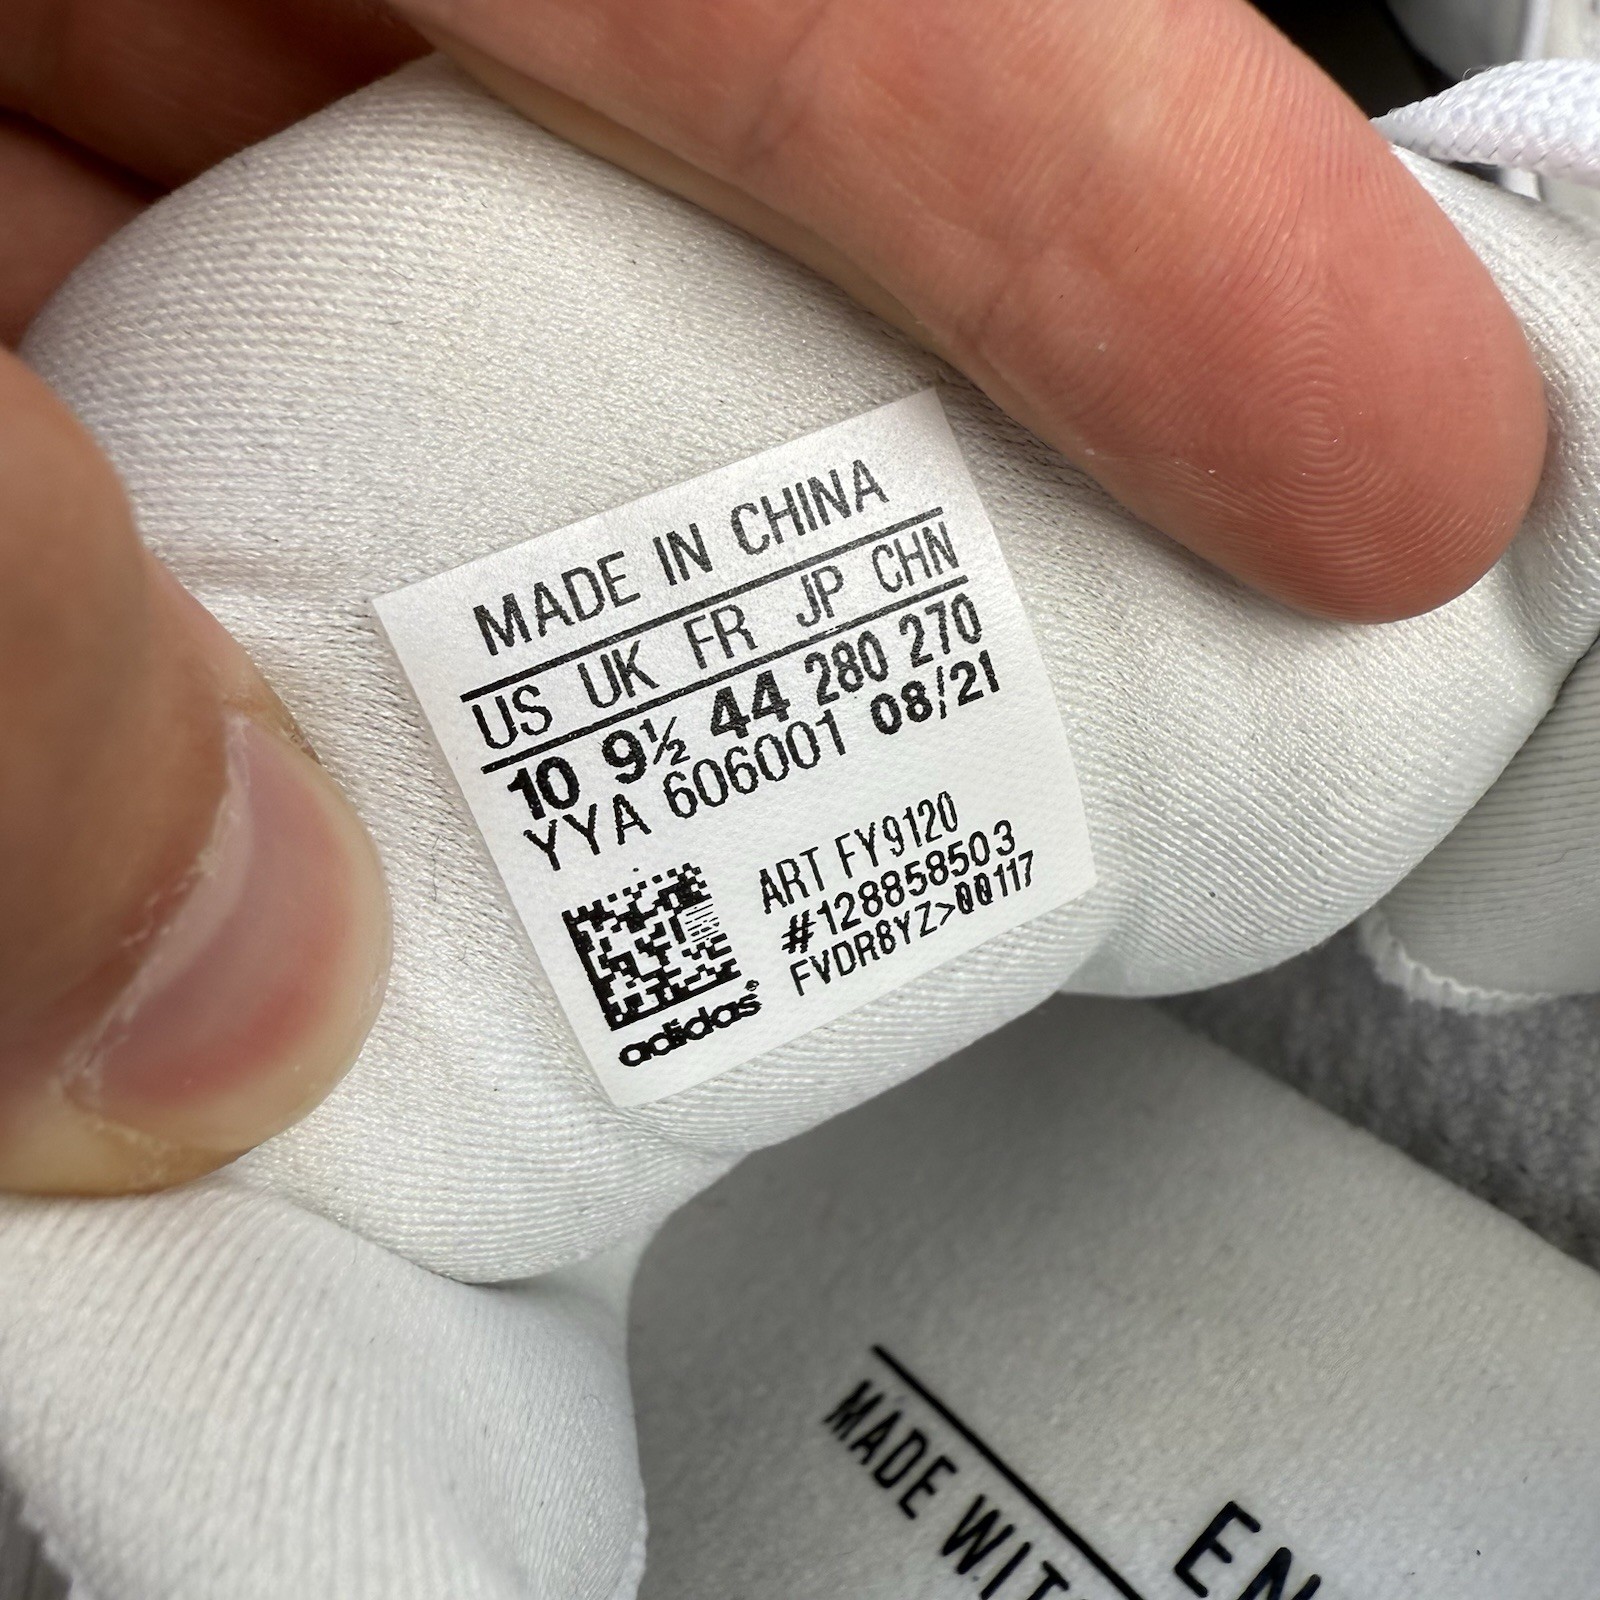 MADE IN CHINA
US UK FR JP CHN
10 9½ 44 280 270
YYA 606001 08/21
ART FY9120
#128858503
FVDR8YZ>00117
adidas®
MADE WITH
EN